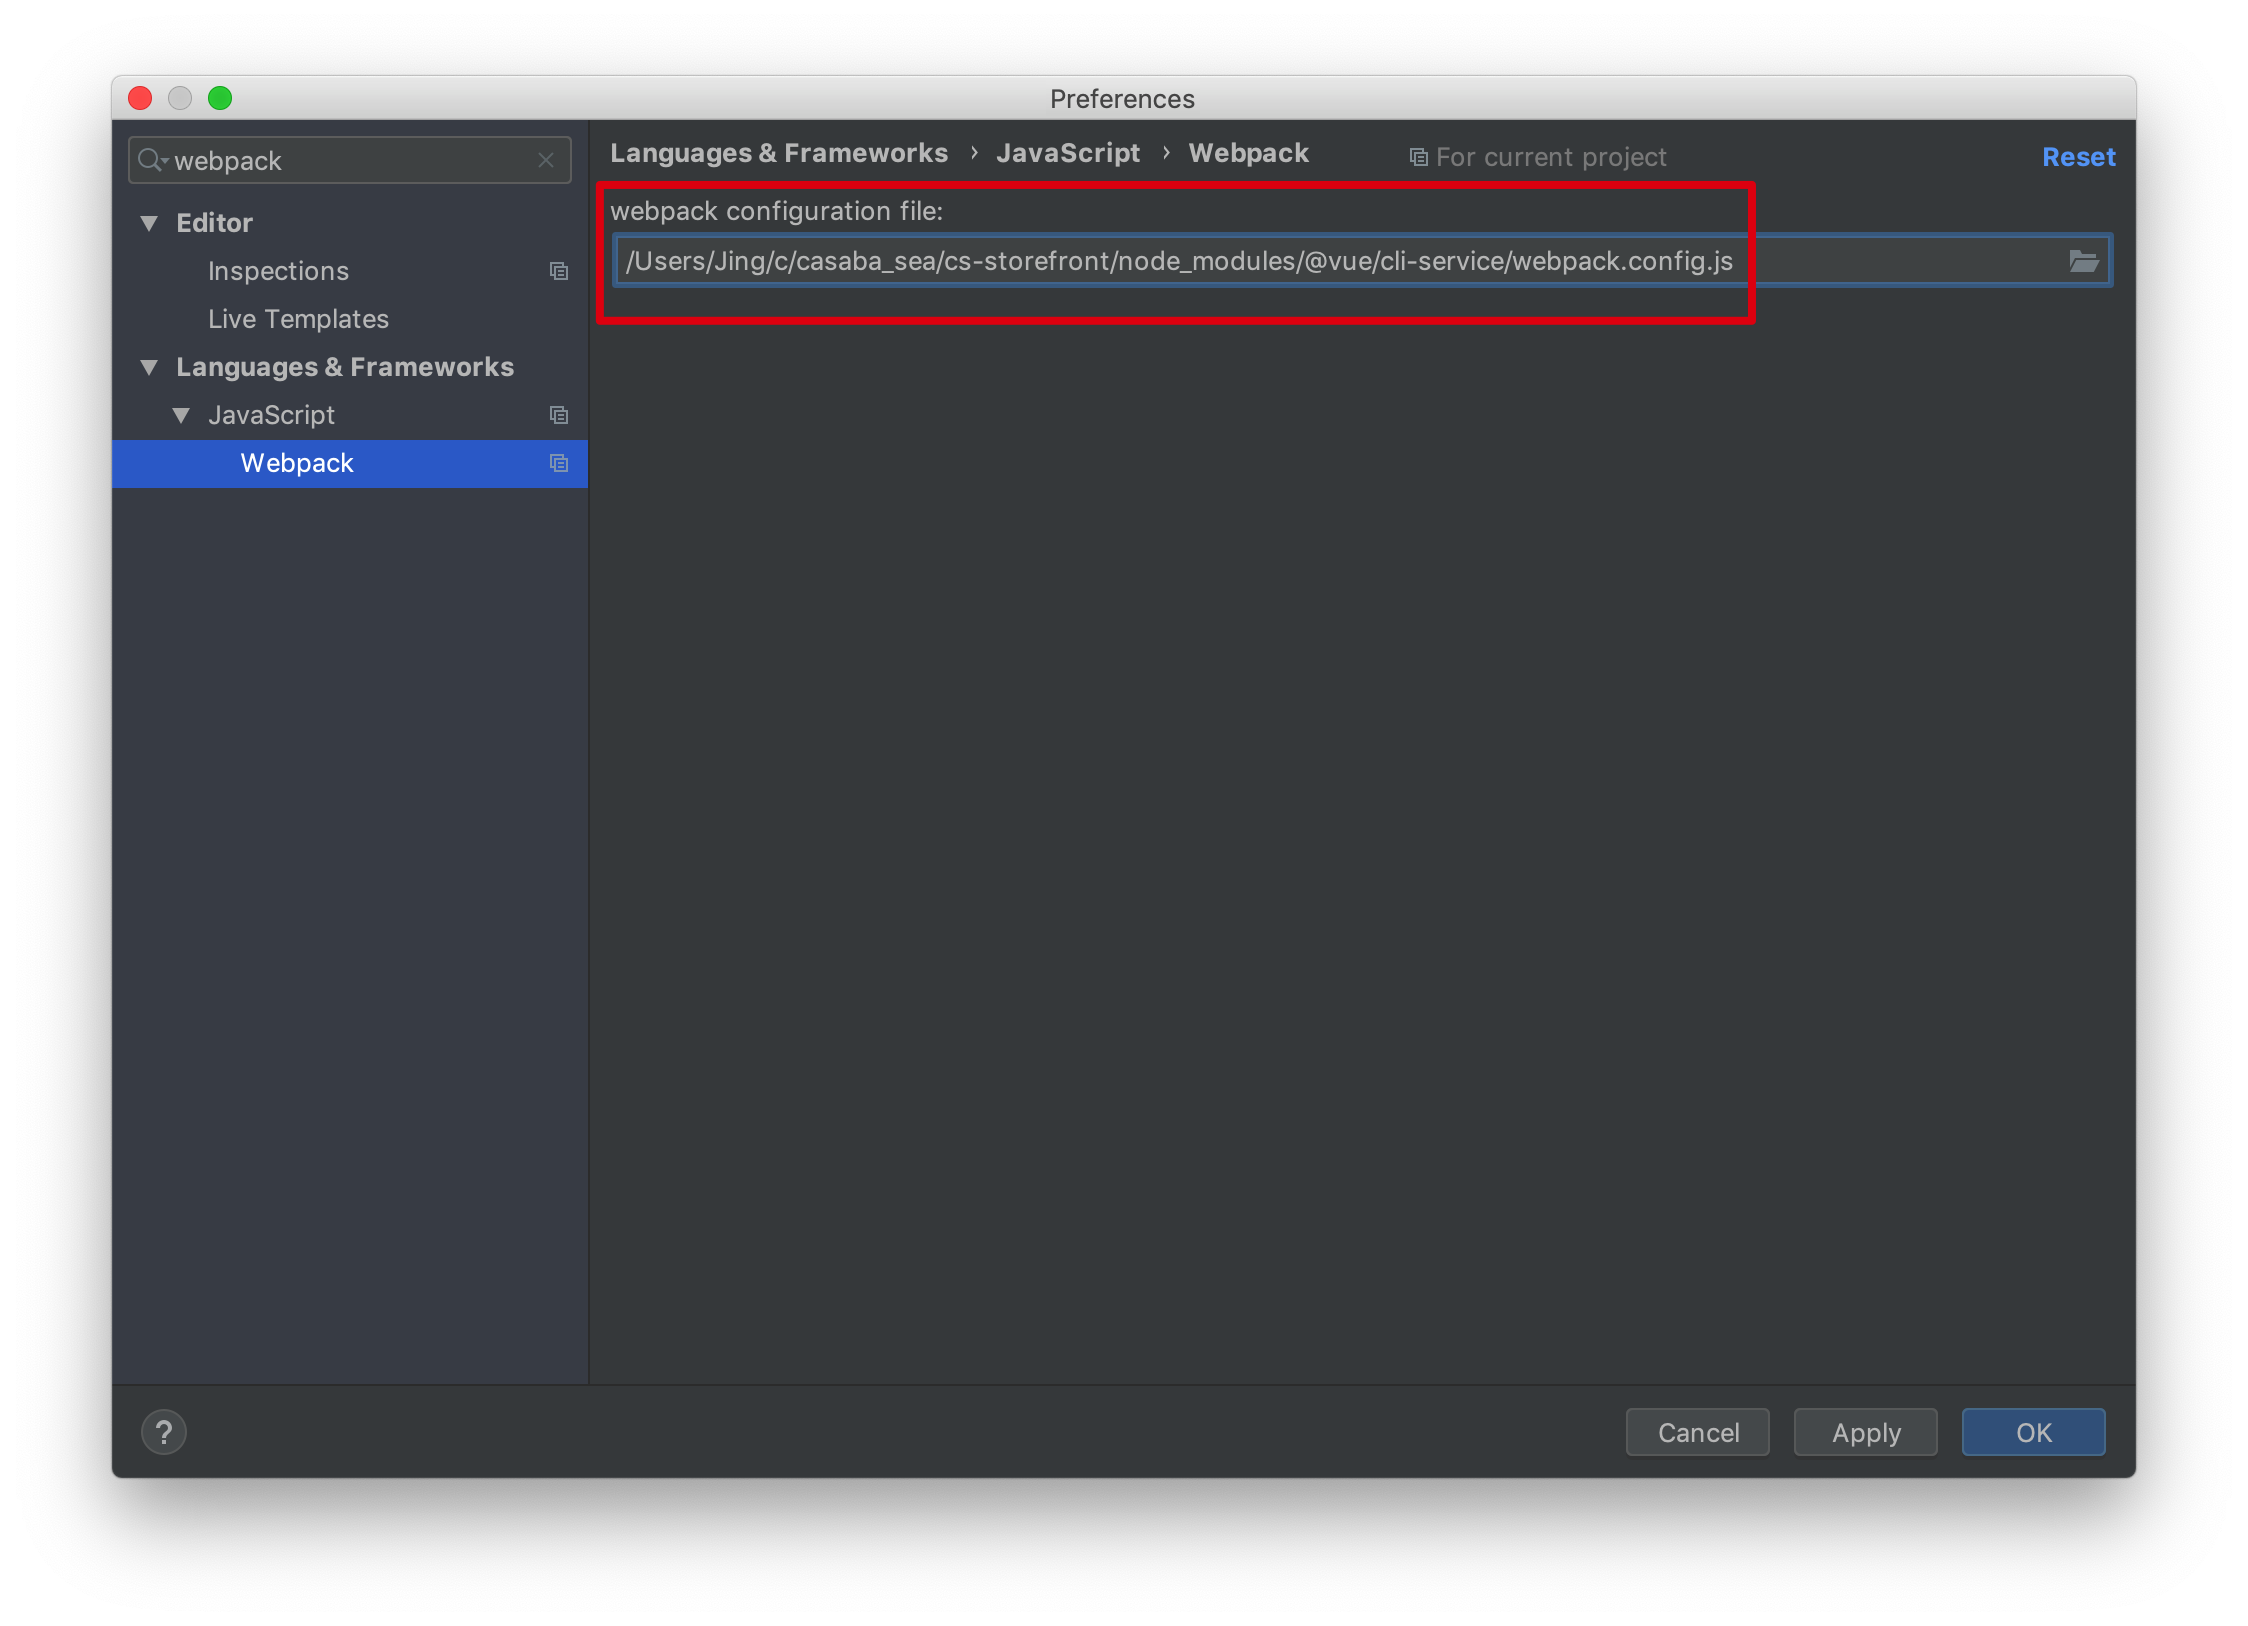 Preferences
webpack
Editor
Inspections
Live Templates
Languages & Frameworks
JavaScript
Webpack
Languages & Frameworks › JavaScript › Webpack
For current project
Reset
webpack configuration file:
/Users/Jing/c/casaba_sea/cs-storefront/node_modules/@vue/cli-service/webpack.config.js
?
Cancel
Apply
OK